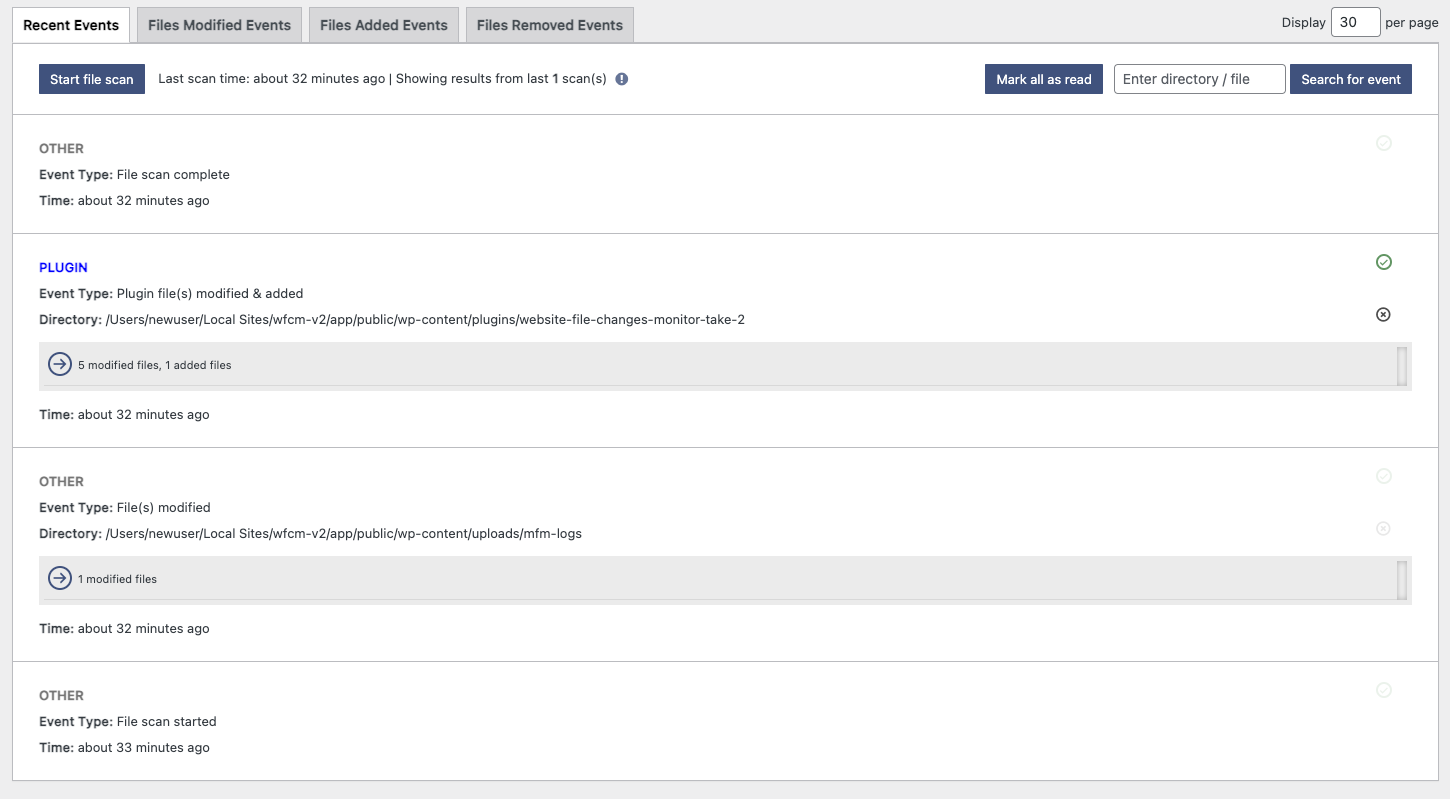 Recent Events Files Modified Events Files Added Events Files Removed Events Display 30 per page
Start file scan Last scan time: about 32 minutes ago | Showing results from last 1 scan(s) Mark all as read Enter directory / file Search for event
OTHER
Event Type: File scan complete
Time: about 32 minutes ago
PLUGIN
Event Type: Plugin file(s) modified & added
Directory: /Users/newuser/Local Sites/wfcm-v2/app/public/wp-content/plugins/website-file-changes-monitor-take-2
5 modified files, 1 added files
Time: about 32 minutes ago
OTHER
Event Type: File(s) modified
Directory: /Users/newuser/Local Sites/wfcm-v2/app/public/wp-content/uploads/mfm-logs
1 modified files
Time: about 32 minutes ago
OTHER
Event Type: File scan started
Time: about 33 minutes ago